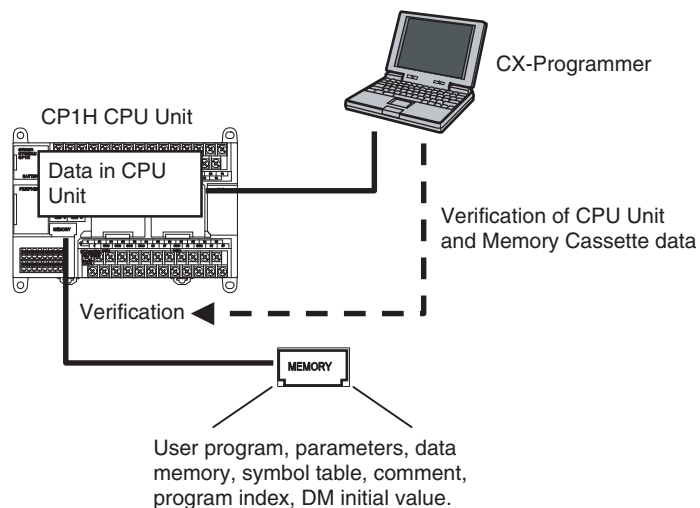 CX-Programmer
CP1H CPU Unit
Data in CPU
Unit
MEMORY
Verification of CPU Unit
and Memory Cassette data
Verification
MEMORY
User program, parameters, data
memory, symbol table, comment,
program index, DM initial value.